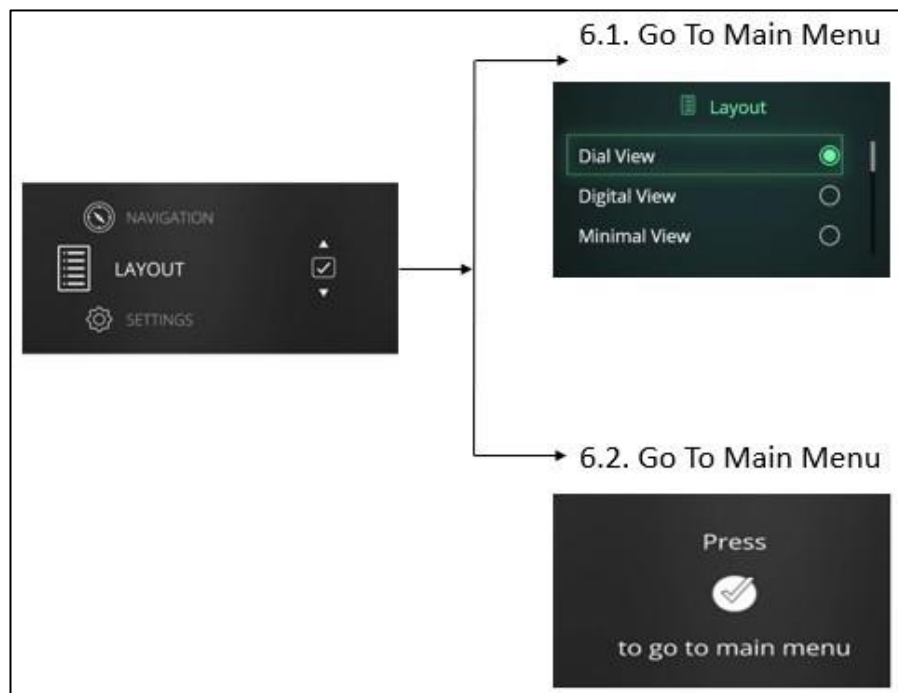 6.1. Go To Main Menu
Layout
Dial View
Digital View
Minimal View
NAVIGATION
LAYOUT
SETTINGS
6.2. Go To Main Menu
Press
to go to main menu